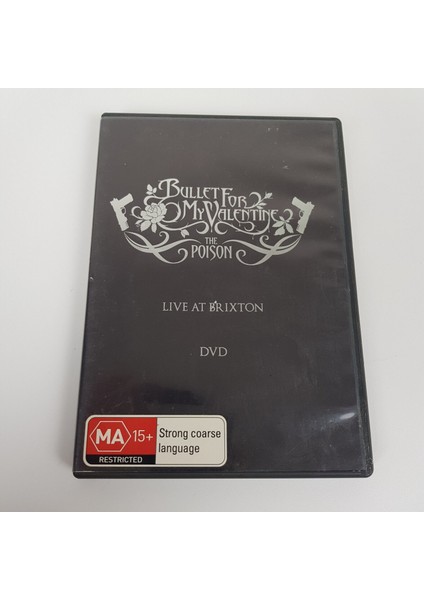 BULLET FOR
MY VALENTINE
THE
POISON
LIVE AT BRIXTON
DVD
MA 15+
RESTRICTED
Strong coarse
language